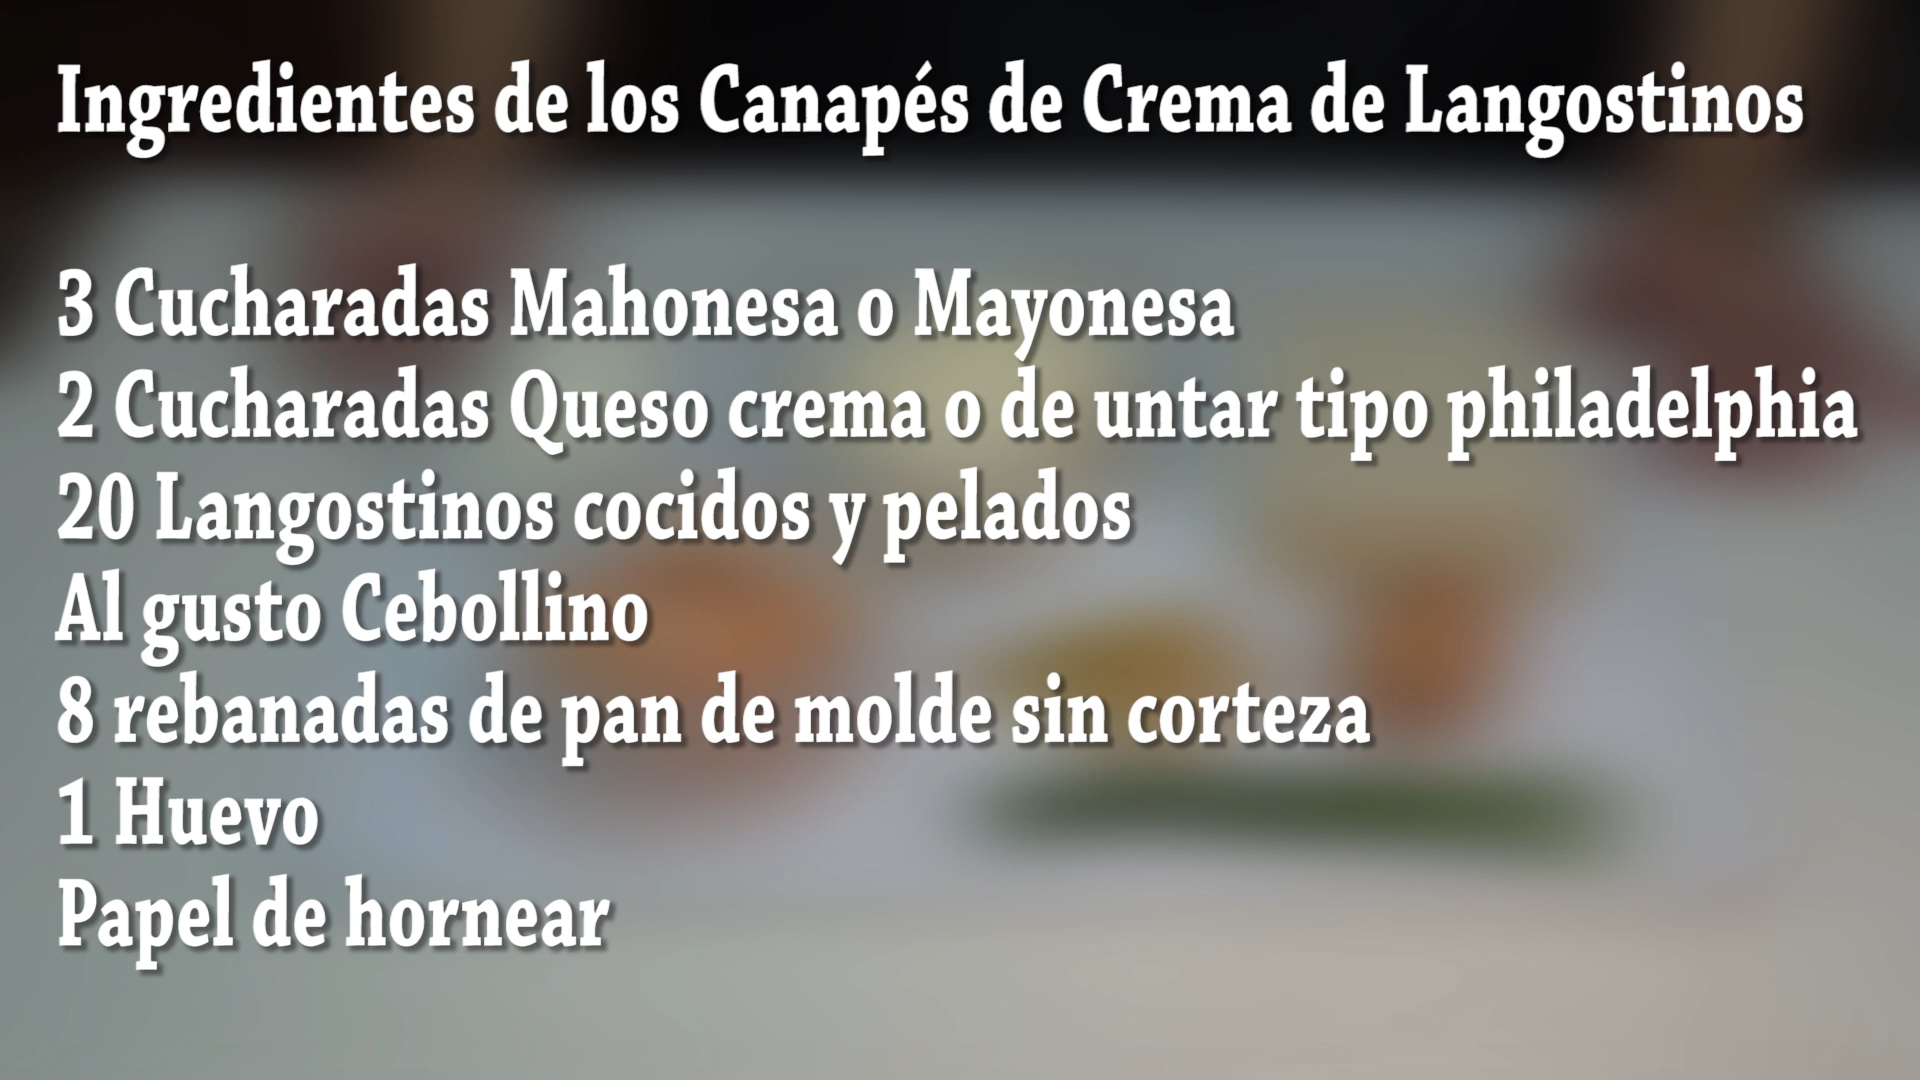 Ingredientes de los Canapés de Crema de Langostinos
3 Cucharadas Mahonesa o Mayonesa
2 Cucharadas Queso crema o de untar tipo philadelphia
20 Langostinos cocidos y pelados
Al gusto Cebollino
8 rebanadas de pan de molde sin corteza
1 Huevo
Papel de hornear